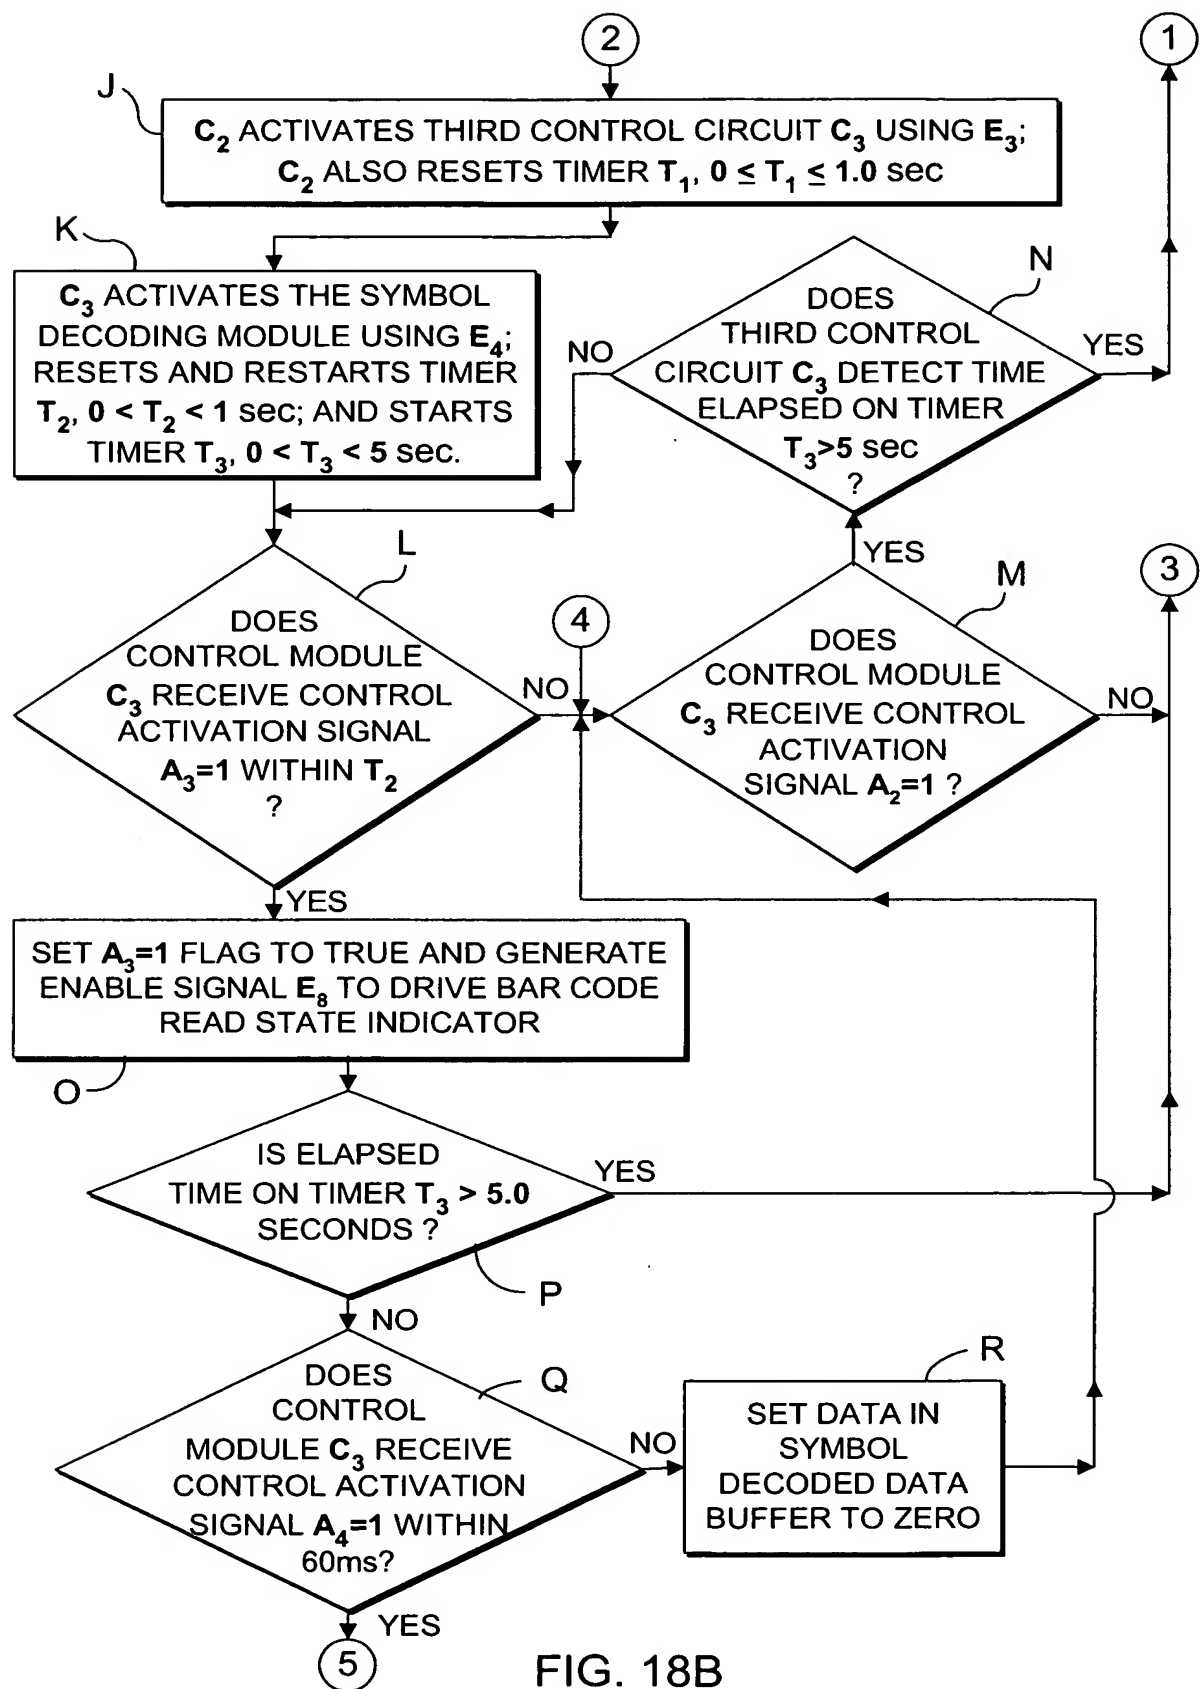 2
1
J
C₂ ACTIVATES THIRD CONTROL CIRCUIT C₃ USING E₃;
C₂ ALSO RESETS TIMER T₁, 0 ≤ T₁ ≤ 1.0 sec
K
C₃ ACTIVATES THE SYMBOL
DECODING MODULE USING E₄;
RESETS AND RESTARTS TIMER
T₂, 0 < T₂ < 1 sec; AND STARTS
TIMER T₃, 0 < T₃ < 5 sec.
N
DOES
THIRD CONTROL
CIRCUIT C₃ DETECT TIME
ELAPSED ON TIMER
T₃>5 sec
?
NO
YES
L
DOES
CONTROL MODULE
C₃ RECEIVE CONTROL
ACTIVATION SIGNAL
A₃=1 WITHIN T₂
?
NO
YES
4
YES
M
3
DOES
CONTROL MODULE
C₃ RECEIVE CONTROL
ACTIVATION
SIGNAL A₂=1 ?
NO
SET A₃=1 FLAG TO TRUE AND GENERATE
ENABLE SIGNAL E₈ TO DRIVE BAR CODE
READ STATE INDICATOR
O
IS ELAPSED
TIME ON TIMER T₃ > 5.0
SECONDS ?
YES
P
NO
DOES
CONTROL
MODULE C₃ RECEIVE
CONTROL ACTIVATION
SIGNAL A₄=1 WITHIN
60ms?
Q
NO
R
SET DATA IN
SYMBOL
DECODED DATA
BUFFER TO ZERO
YES
5
FIG. 18B